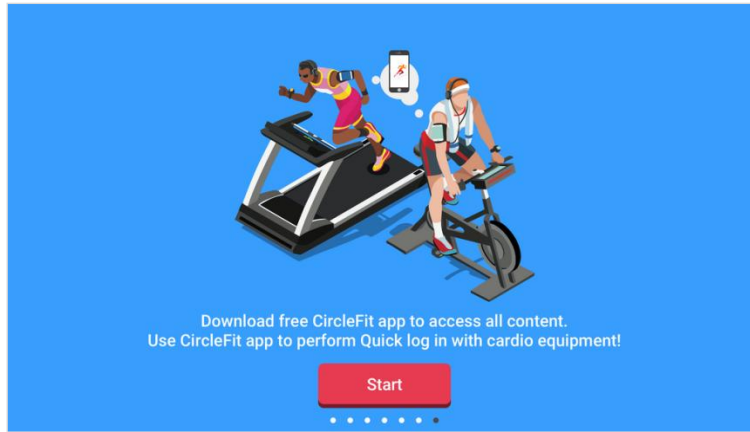 Download free CircleFit app to access all content.
Use CircleFit app to perform Quick log in with cardio equipment!
Start